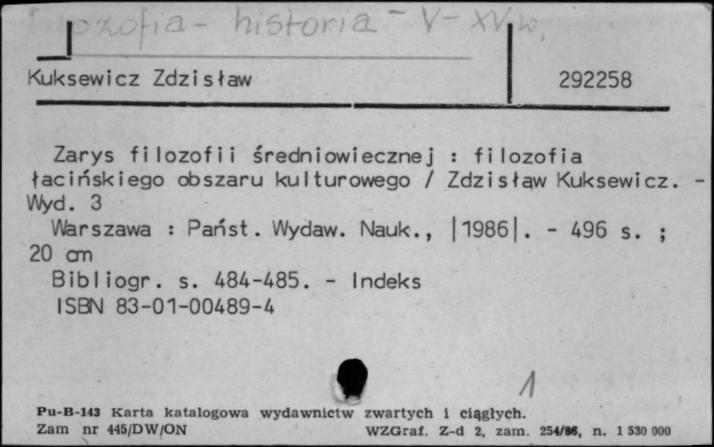 filozofia - historia - V - XV w.
Kuksewicz Zdzisław 292258
Zarys filozofii średniowiecznej : filozofia
łacińskiego obszaru kulturowego / Zdzisław Kuksewicz. -
Wyd. 3
Warszawa : Państ. Wydaw. Nauk., |1986|. - 496 s. ;
20 cm
Bibliogr. s. 484-485. - Indeks
ISBN 83-01-00489-4
1
Pu-B-143 Karta katalogowa wydawnictw zwartych i ciągłych.
Zam nr 445/DW/ON WZGraf. Z-d 2, zam. 254/86, n. 1 530 000